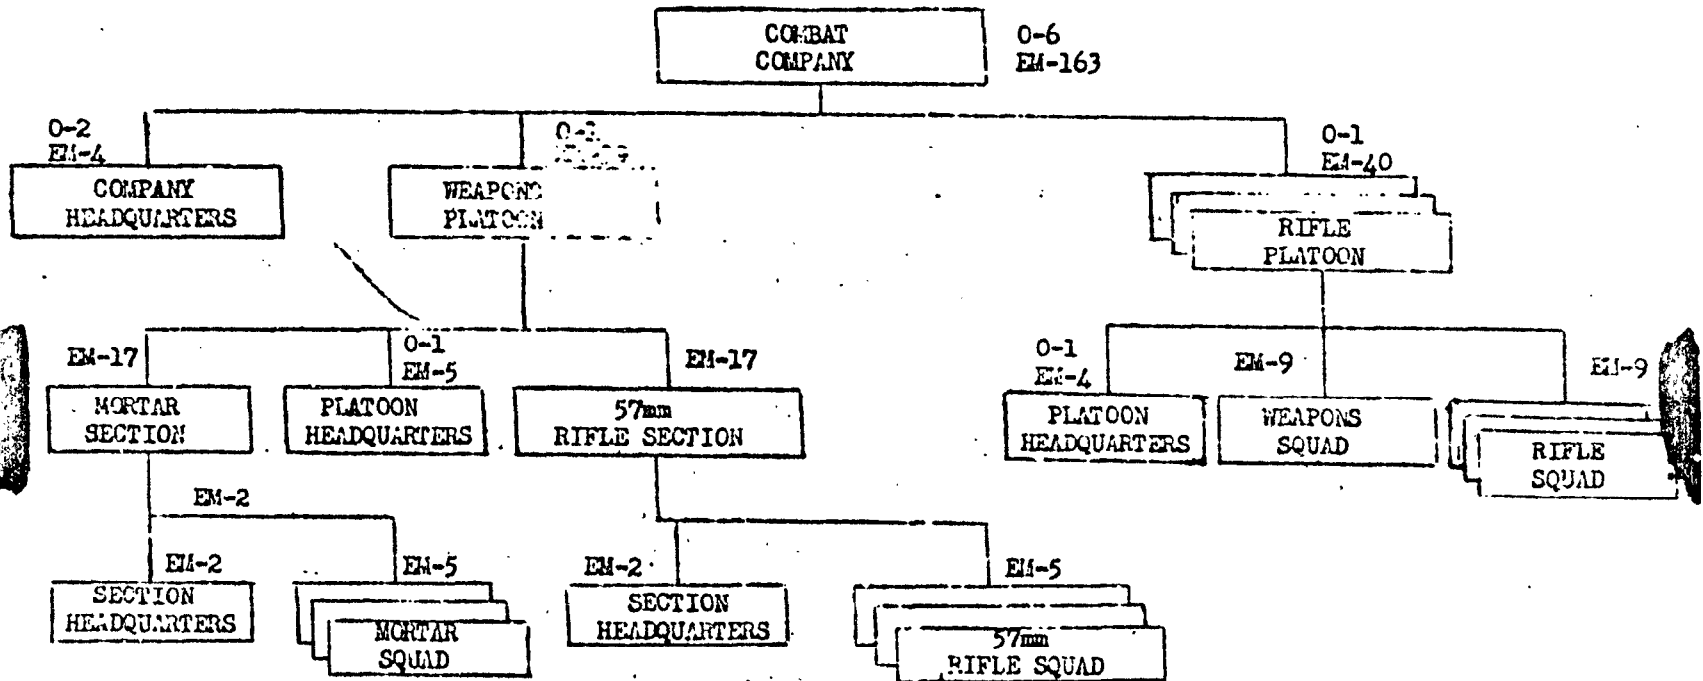 COMBAT
COMPANY
O-6
EM-163
O-2
EM-4
COMPANY
HEADQUARTERS
WEAPONS
PLATOON
O-1
EM-40
RIFLE
PLATOON
EM-17
MORTAR
SECTION
O-1
EM-5
PLATOON
HEADQUARTERS
EM-17
57mm
RIFLE SECTION
O-1
EM-4
PLATOON
HEADQUARTERS
EM-9
WEAPONS
SQUAD
EM-9
RIFLE
SQUAD
EM-2
EM-2
SECTION
HEADQUARTERS
EM-5
MORTAR
SQUAD
EM-2
SECTION
HEADQUARTERS
EM-5
57mm
RIFLE SQUAD